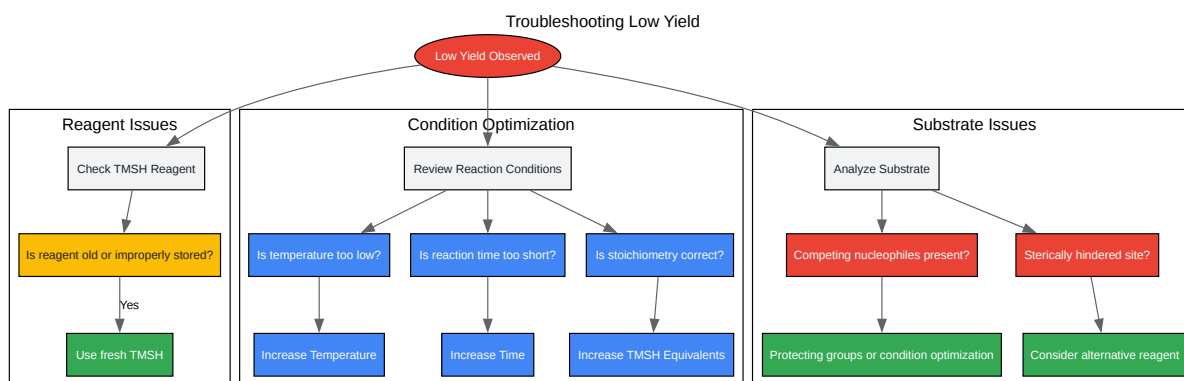 Troubleshooting Low Yield
Low Yield Observed
Reagent Issues
Condition Optimization
Substrate Issues
Check TMSH Reagent
Review Reaction Conditions
Analyze Substrate
Is reagent old or improperly stored?
Is temperature too low?
Is reaction time too short?
Is stoichiometry correct?
Competing nucleophiles present?
Sterically hindered site?
Yes
Use fresh TMSH
Increase Temperature
Increase Time
Increase TMSH Equivalents
Protecting groups or condition optimization
Consider alternative reagent